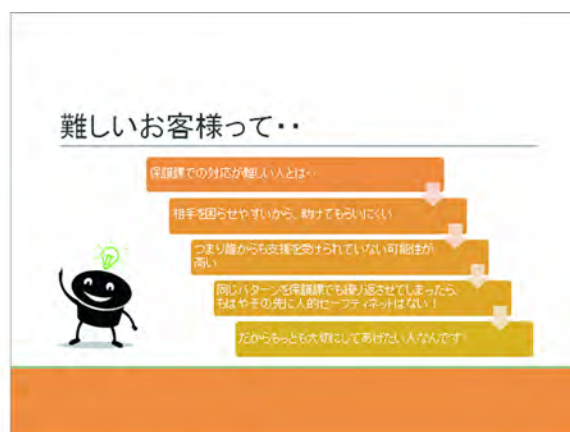 難しいお客様って・・
保護課での対応が難しい人とは・・
相手を困らせやすいから、助けてもらいにくい
つまり誰からも支援を受けられていない可能性が
高い
同じパターンを保護課でも繰り返させてしまったら、
もはやその先に人的セーフティネットはない！
だからもっとも大切にしてあげたい人なんです